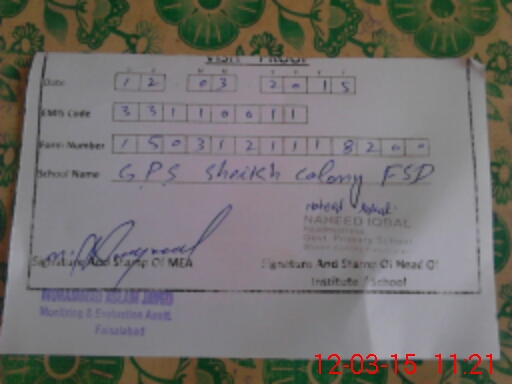 VISIT PROOF
D D M M Y Y Y Y
Date 1 2 0 3 2 0 1 5
EMIS Code 3 3 1 1 0 0 1 1
Form Number 1 5 0 3 1 2 1 1 1 8 2 0 0
School Name G.P.S Sheikh colony FSD
NAHEED IQBAL
Headmistress
Govt. Primary School
Signature And Stamp Of MEA
Signature And Stamp Of Head Of
Institute / School
MUHAMMAD ASLAM JAVED
Monitoring & Evaluation Asstt.
Faisalabad
12-03-15 11:21